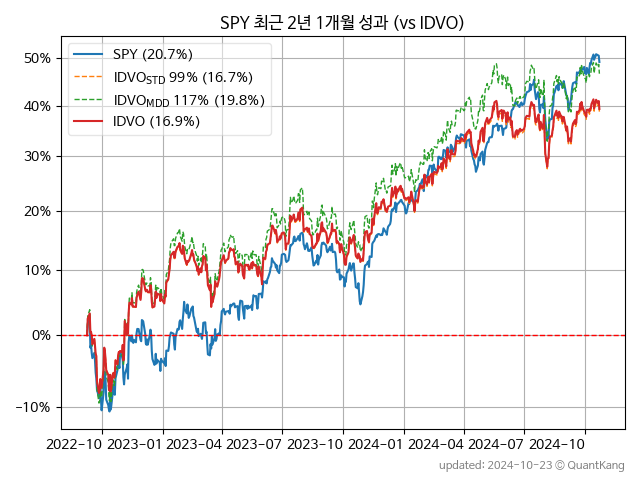 SPY 최근 2년 1개월 성과 (vs IDVO)
SPY (20.7%)
IDVO_STD 99% (16.7%)
IDVO_MDD 117% (19.8%)
IDVO (16.9%)
50%
40%
30%
20%
10%
0%
−10%
2022-10 2023-01 2023-04 2023-07 2023-10 2024-01 2024-04 2024-07 2024-10
updated: 2024-10-23 © QuantKang